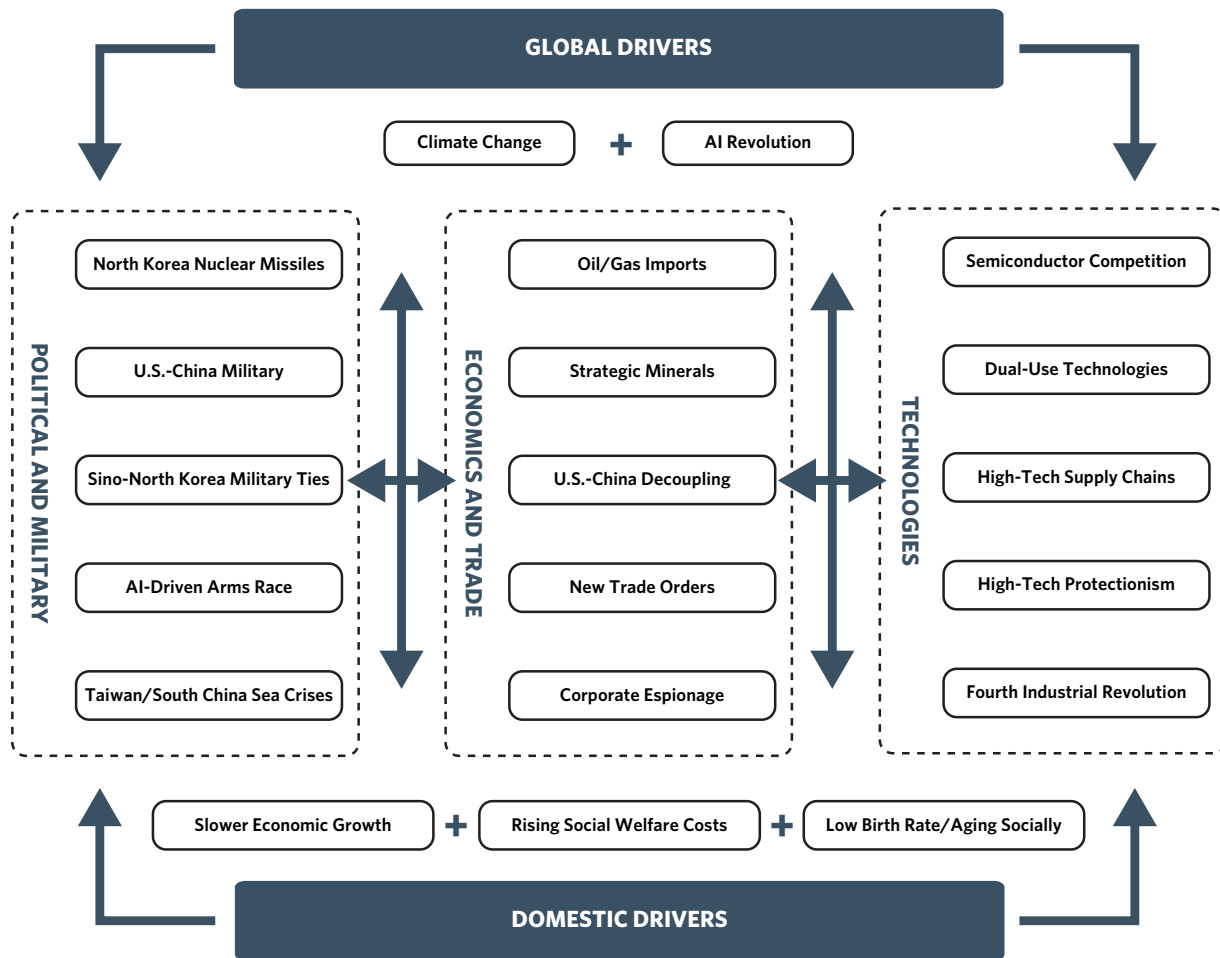 GLOBAL DRIVERS
Climate Change
+
AI Revolution
POLITICAL AND MILITARY
North Korea Nuclear Missiles
U.S.-China Military
Sino-North Korea Military Ties
AI-Driven Arms Race
Taiwan/South China Sea Crises
ECONOMICS AND TRADE
Oil/Gas Imports
Strategic Minerals
U.S.-China Decoupling
New Trade Orders
Corporate Espionage
TECHNOLOGIES
Semiconductor Competition
Dual-Use Technologies
High-Tech Supply Chains
High-Tech Protectionism
Fourth Industrial Revolution
Slower Economic Growth
+
Rising Social Welfare Costs
+
Low Birth Rate/Aging Socially
DOMESTIC DRIVERS